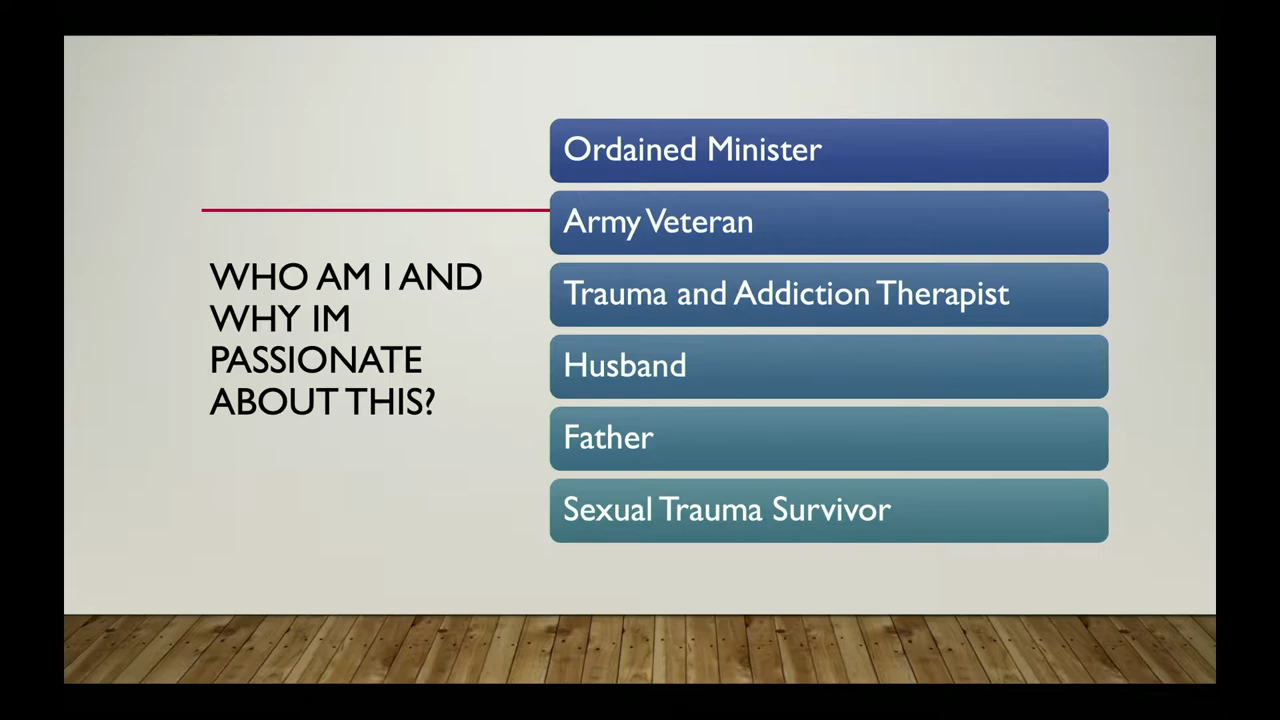 WHO AM I AND
WHY IM
PASSIONATE
ABOUT THIS?
Ordained Minister
Army Veteran
Trauma and Addiction Therapist
Husband
Father
Sexual Trauma Survivor